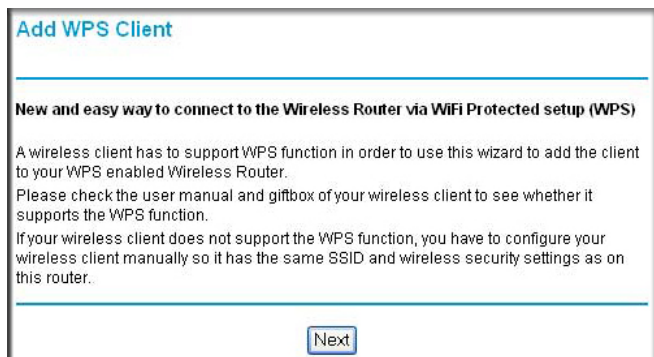 Add WPS Client
New and easy way to connect to the Wireless Router via WiFi Protected setup (WPS)
A wireless client has to support WPS function in order to use this wizard to add the client
to your WPS enabled Wireless Router.
Please check the user manual and giftbox of your wireless client to see whether it
supports the WPS function.
If your wireless client does not support the WPS function, you have to configure your
wireless client manually so it has the same SSID and wireless security settings as on
this router.
Next